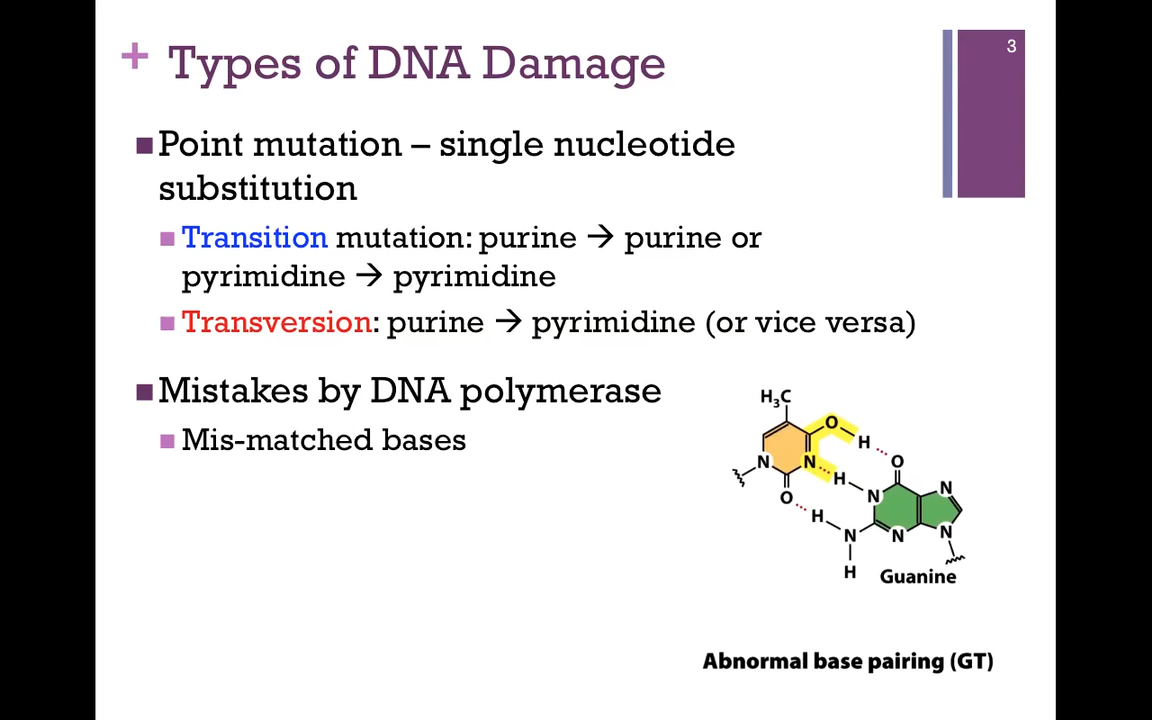 3
+ Types of DNA Damage
Point mutation – single nucleotide
substitution
Transition mutation: purine → purine or
pyrimidine → pyrimidine
Transversion: purine → pyrimidine (or vice versa)
Mistakes by DNA polymerase
Mis-matched bases
H₃C
O
H
O
N
N
H
N
N
O
H
N
N
N
H
Guanine
Abnormal base pairing (GT)